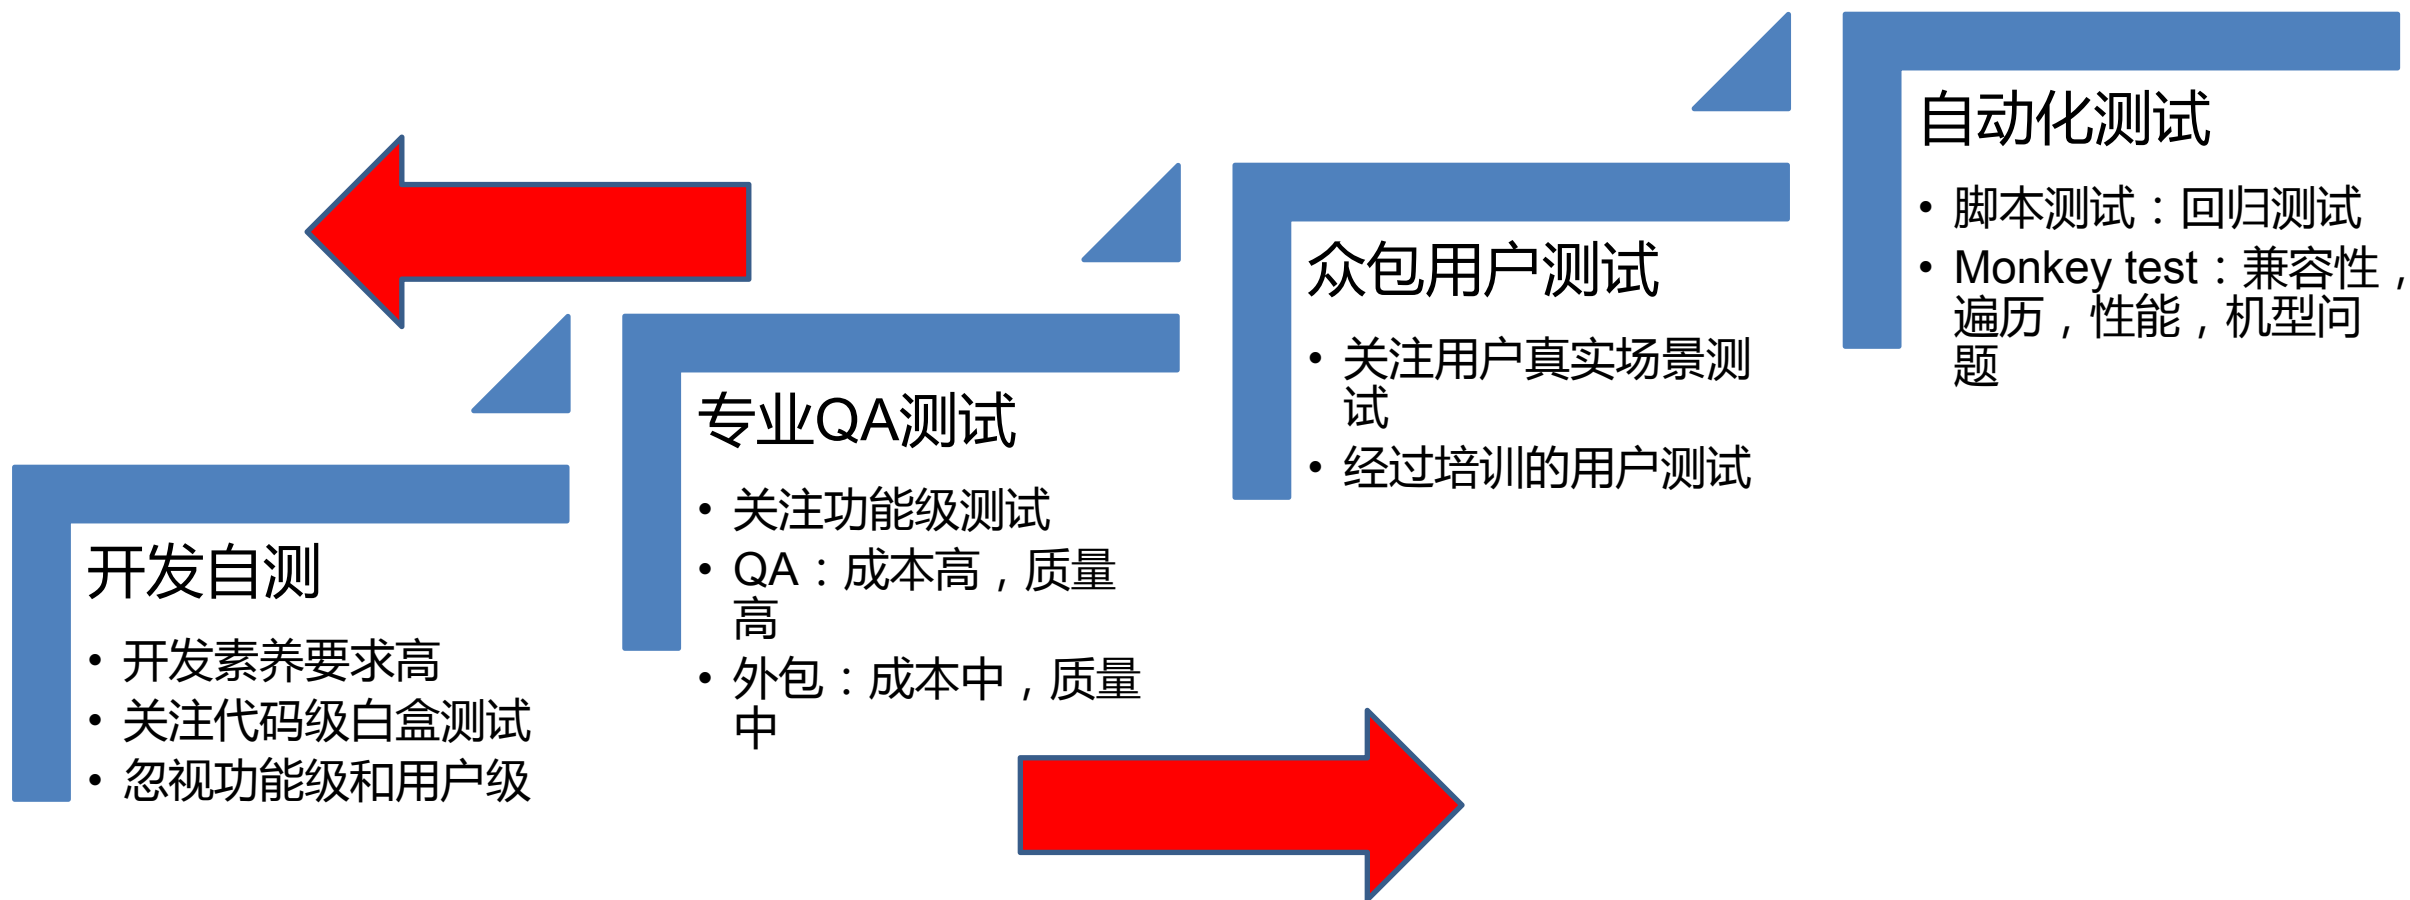 开发自测
• 开发素养要求高
• 关注代码级白盒测试
• 忽视功能级和用户级
专业QA测试
• 关注功能级测试
• QA：成本高，质量
高
• 外包：成本中，质量
中
众包用户测试
• 关注用户真实场景测
试
• 经过培训的用户测试
自动化测试
• 脚本测试：回归测试
• Monkey test：兼容性，
遍历，性能，机型问
题